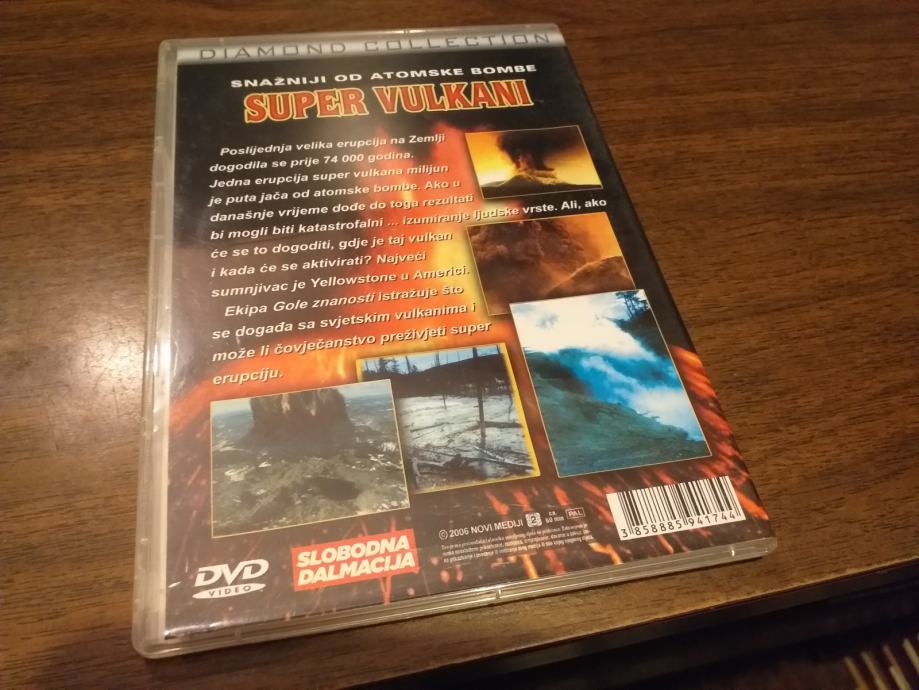 DIAMOND COLLECTION
SNAŽNIJI OD ATOMSKE BOMBE
SUPER VULKANI
Poslijednja velika erupcija na Zemlji
dogodila se prije 74 000 godina.
Jedna erupcija super vulkana milijun
je puta jača od atomske bombe. Ako u
današnje vrijeme dođe do toga rezultati
bi mogli biti katastrofalni ... izumiranje ljudske vrste. Ali, ako
će se to dogoditi, gdje je taj vulkan
i kada će se aktivirati? Najveći
sumnjivac je Yellowstone u Americi.
Ekipa Gole znanosti istražuje što
se događa sa svjetskim vulkanima i
može li čovječanstvo preživjeti super
erupciju.
© 2006 NOVI MEDIJI 2 c.a. 50 min PAL
3 858885 941744
DVD
VIDEO
SLOBODNA
DALMACIJA